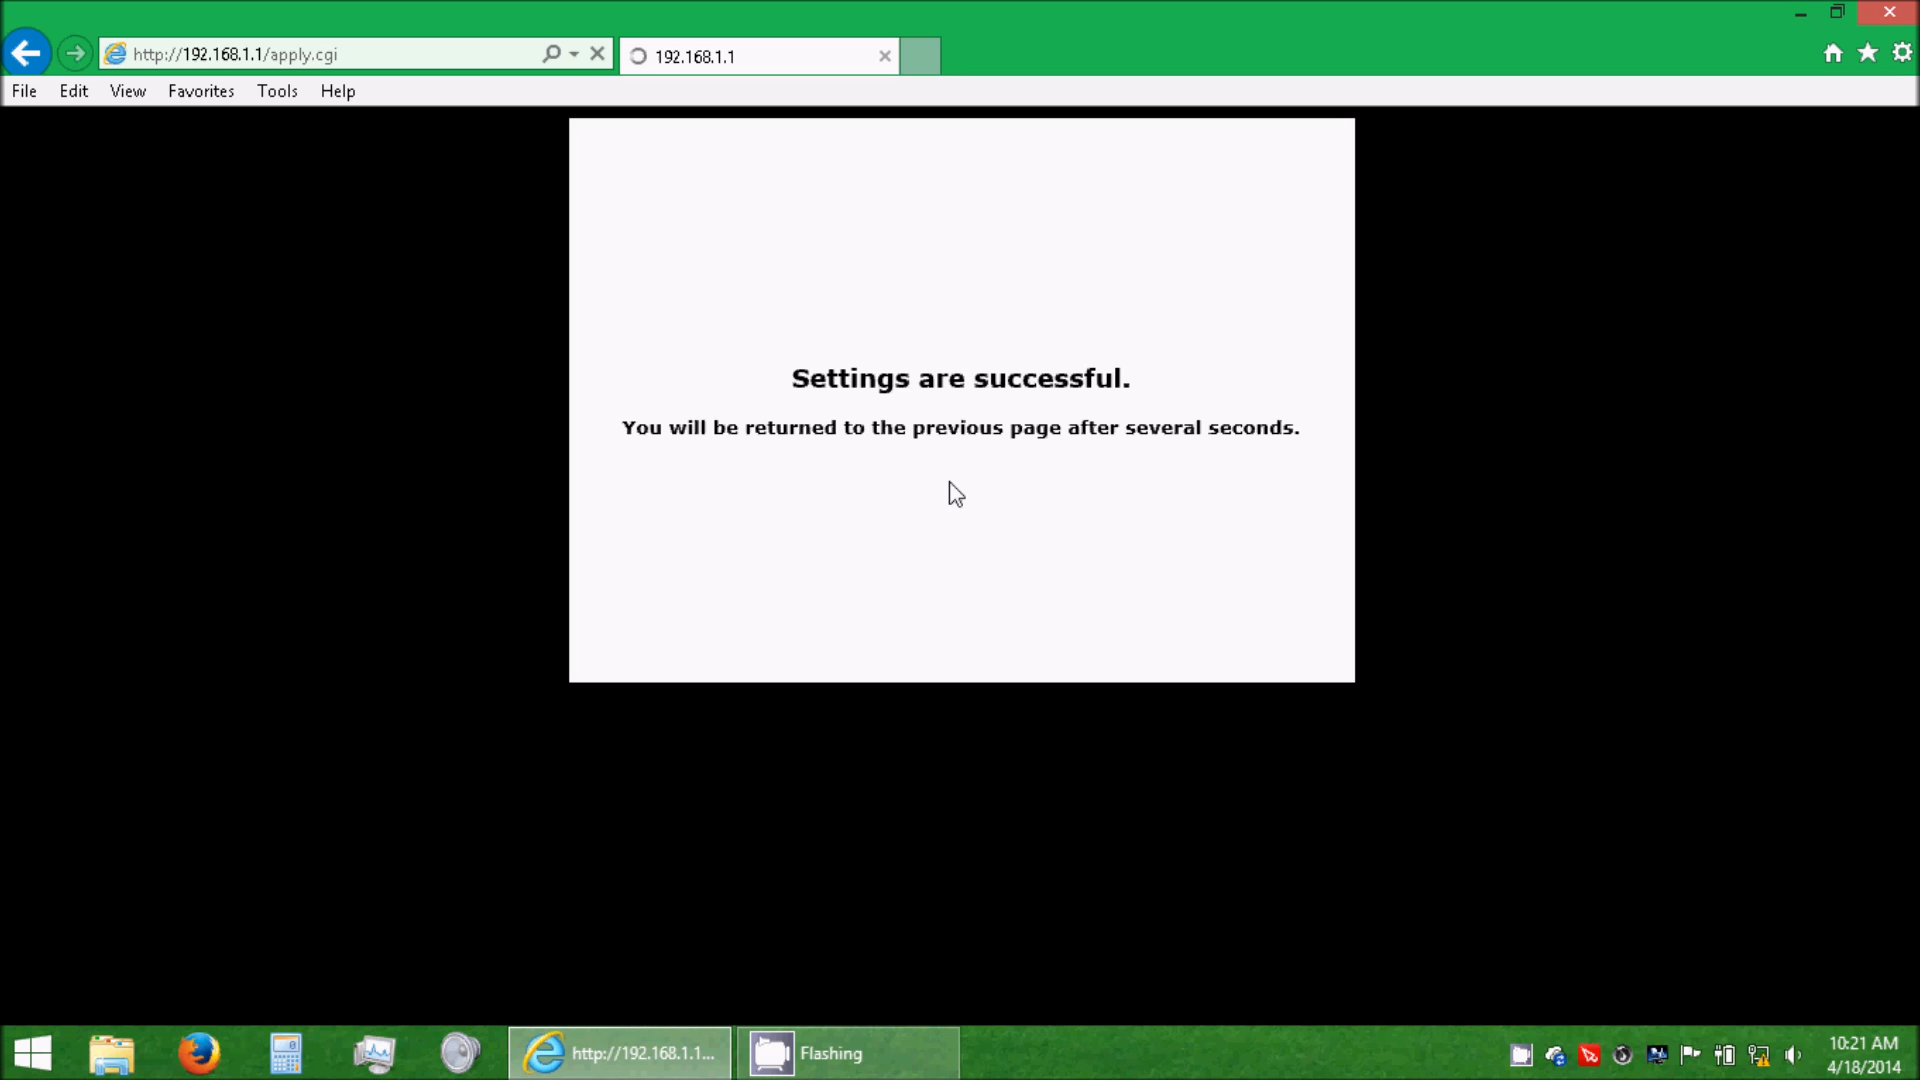 http://192.168.1.1/apply.cgi
192.168.1.1
File Edit View Favorites Tools Help
Settings are successful.
You will be returned to the previous page after several seconds.
http://192.168.1.1...
Flashing
10:21 AM
4/18/2014